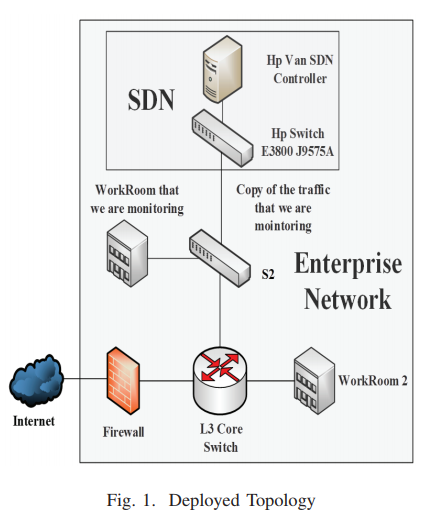 Hp Van SDN
Controller
SDN
Hp Switch
E3800 J9575A
WorkRoom that
we are monitoring
Copy of the traffic
that we are
mointoring
S2
Enterprise
Network
WorkRoom 2
Internet
Firewall
L3 Core
Switch
Fig. 1. Deployed Topology